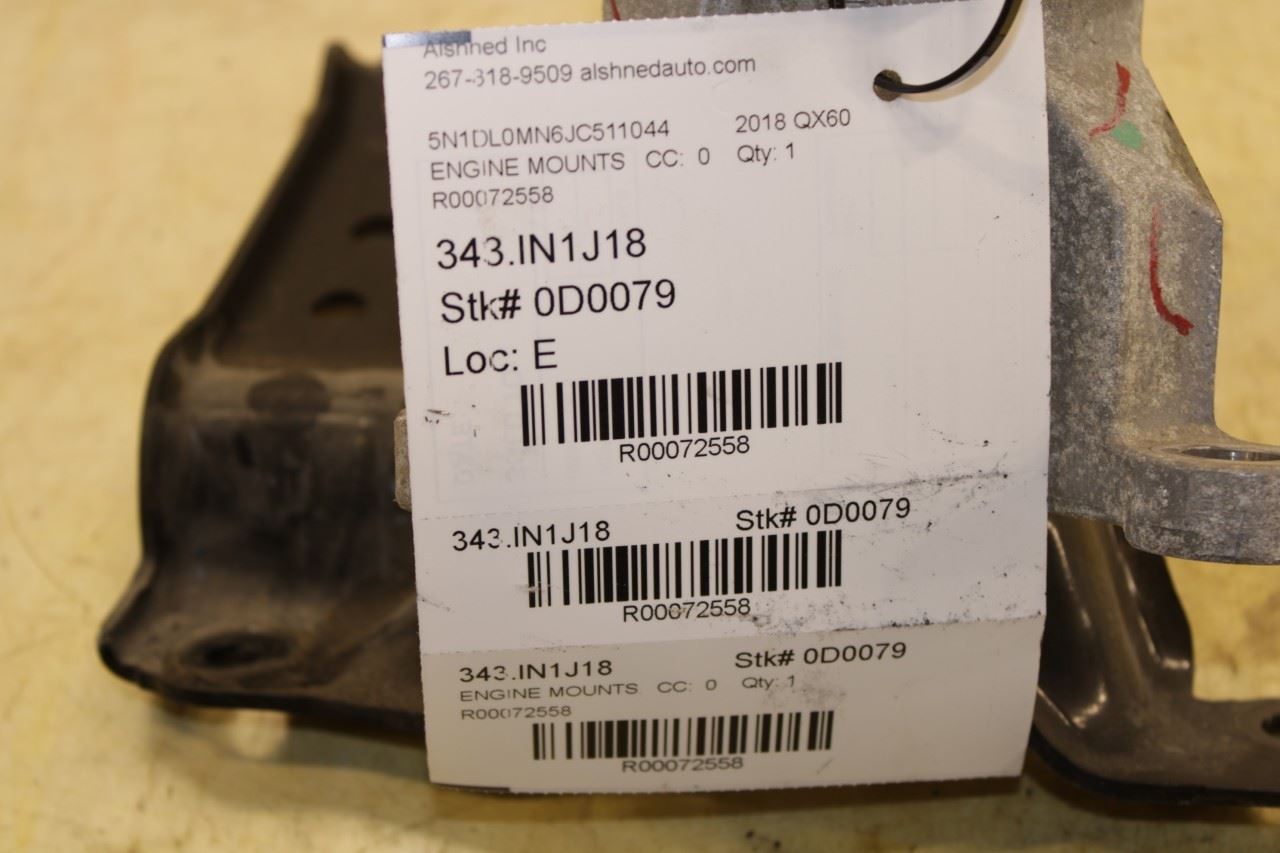 Alshned Inc
267-818-9509 alshnedauto.com
5N1DL0MN6JC511044 2018 QX60
ENGINE MOUNTS CC: 0 Qty: 1
R00072558
343.IN1J18
Stk# 0D0079
Loc: E
R00072558
343.IN1J18 Stk# 0D0079
R00072558
343.IN1J18 Stk# 0D0079
ENGINE MOUNTS CC: 0 Qty: 1
R00072558
R00072558